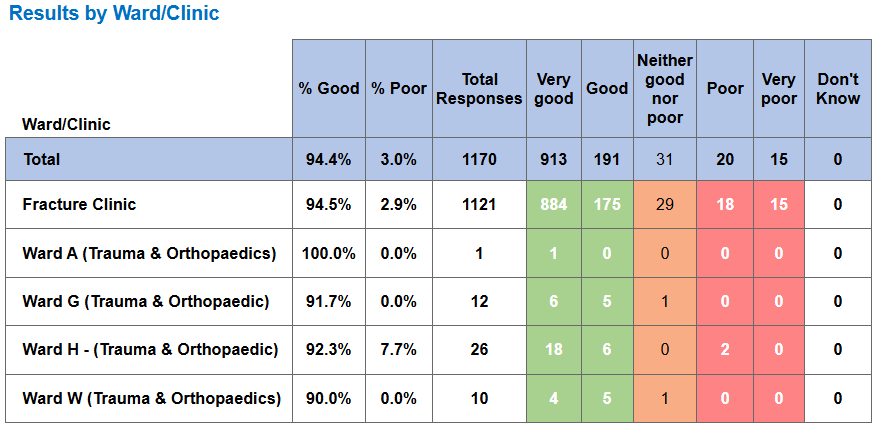 Results by Ward/Clinic
Ward/Clinic % Good % Poor Total Responses Very good Good Neither good nor poor Poor Very poor Don't Know
Total 94.4% 3.0% 1170 913 191 31 20 15 0
Fracture Clinic 94.5% 2.9% 1121 884 175 29 18 15 0
Ward A (Trauma & Orthopaedics) 100.0% 0.0% 1 1 0 0 0 0 0
Ward G (Trauma & Orthopaedic) 91.7% 0.0% 12 6 5 1 0 0 0
Ward H - (Trauma & Orthopaedic) 92.3% 7.7% 26 18 6 0 2 0 0
Ward W (Trauma & Orthopaedics) 90.0% 0.0% 10 4 5 1 0 0 0